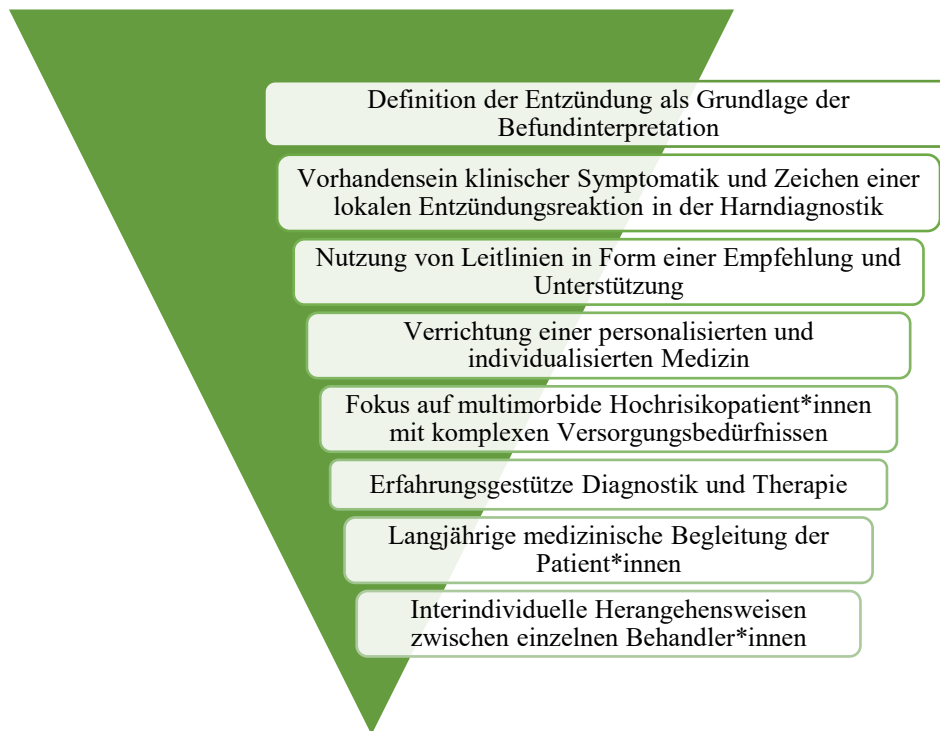 Definition der Entzündung als Grundlage der
Befundinterpretation
Vorhandensein klinischer Symptomatik und Zeichen einer
lokalen Entzündungsreaktion in der Harndiagnostik
Nutzung von Leitlinien in Form einer Empfehlung und
Unterstützung
Verrichtung einer personalisierten und
individualisierten Medizin
Fokus auf multimorbide Hochrisikopatient*innen
mit komplexen Versorgungsbedürfnissen
Erfahrungsgestütze Diagnostik und Therapie
Langjährige medizinische Begleitung der
Patient*innen
Interindividuelle Herangehensweisen
zwischen einzelnen Behandler*innen